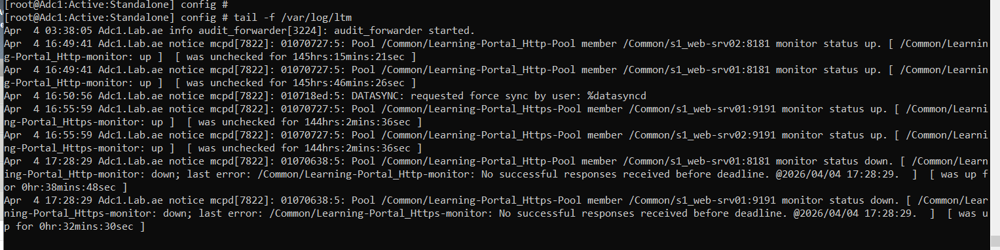 [root@Adc1:Active:Standalone] config #
[root@Adc1:Active:Standalone] config # tail -f /var/log/ltm
Apr  4 03:38:05 Adc1.Lab.ae info audit_forwarder[3224]: audit_forwarder started.
Apr  4 16:49:41 Adc1.Lab.ae notice mcpd[7822]: 01070727:5: Pool /Common/Learning-Portal_Http-Pool member /Common/s1_web-srv02:8181 monitor status up. [ /Common/Learnin
g-Portal_Http-monitor: up ]  [ was unchecked for 145hrs:15mins:21sec ]
Apr  4 16:49:41 Adc1.Lab.ae notice mcpd[7822]: 01070727:5: Pool /Common/Learning-Portal_Http-Pool member /Common/s1_web-srv01:8181 monitor status up. [ /Common/Learnin
g-Portal_Http-monitor: up ]  [ was unchecked for 145hrs:46mins:26sec ]
Apr  4 16:50:56 Adc1.Lab.ae notice mcpd[7822]: 010718ed:5: DATASYNC: requested force sync by user: %datasyncd
Apr  4 16:55:59 Adc1.Lab.ae notice mcpd[7822]: 01070727:5: Pool /Common/Learning-Portal_Https-Pool member /Common/s1_web-srv01:9191 monitor status up. [ /Common/Learni
ng-Portal_Https-monitor: up ]  [ was unchecked for 144hrs:2mins:36sec ]
Apr  4 16:55:59 Adc1.Lab.ae notice mcpd[7822]: 01070727:5: Pool /Common/Learning-Portal_Https-Pool member /Common/s1_web-srv02:9191 monitor status up. [ /Common/Learni
ng-Portal_Https-monitor: up ]  [ was unchecked for 144hrs:2mins:36sec ]
Apr  4 17:28:29 Adc1.Lab.ae notice mcpd[7822]: 01070638:5: Pool /Common/Learning-Portal_Http-Pool member /Common/s1_web-srv01:8181 monitor status down. [ /Common/Learn
ing-Portal_Http-monitor: down; last error: /Common/Learning-Portal_Http-monitor: No successful responses received before deadline. @2026/04/04 17:28:29.  ]  [ was up f
or 0hr:38mins:48sec ]
Apr  4 17:28:29 Adc1.Lab.ae notice mcpd[7822]: 01070638:5: Pool /Common/Learning-Portal_Https-Pool member /Common/s1_web-srv01:9191 monitor status down. [ /Common/Lear
ning-Portal_Https-monitor: down; last error: /Common/Learning-Portal_Https-monitor: No successful responses received before deadline. @2026/04/04 17:28:29.  ]  [ was u
p for 0hr:32mins:30sec ]